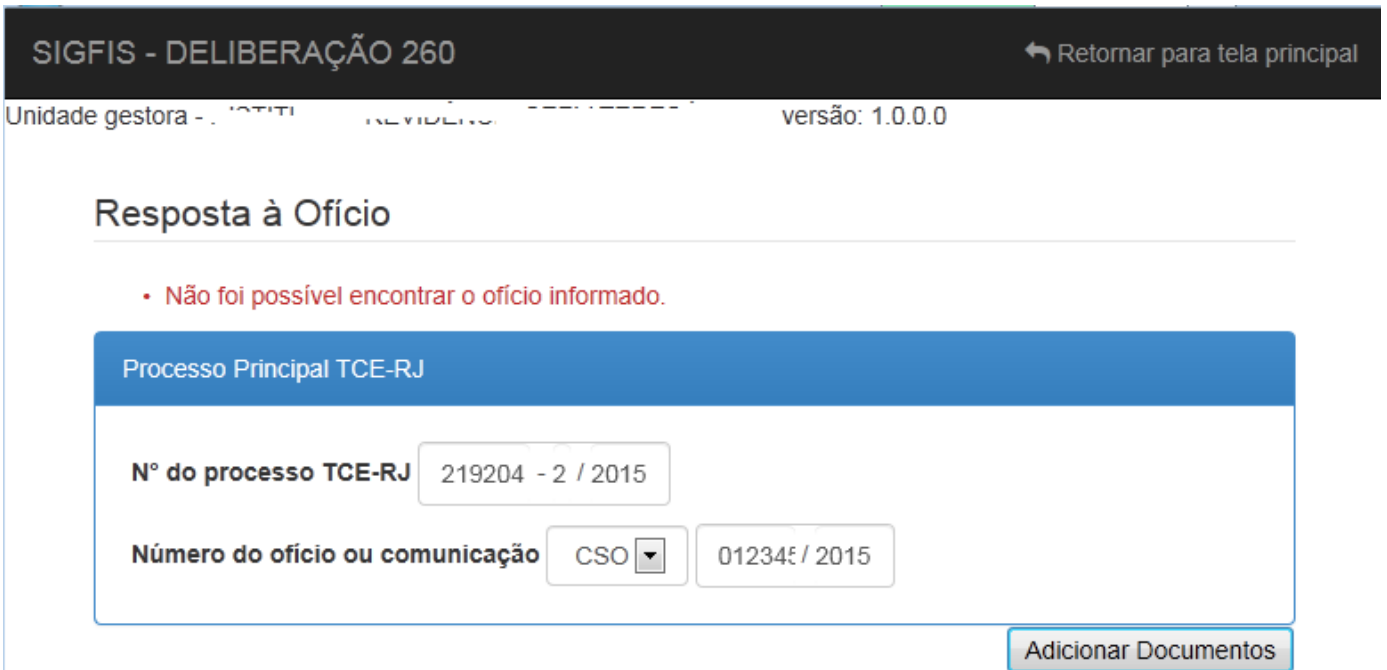 SIGFIS - DELIBERAÇÃO 260 Retornar para tela principal
Unidade gestora - versão: 1.0.0.0
Resposta à Ofício
• Não foi possível encontrar o ofício informado.
Processo Principal TCE-RJ
N° do processo TCE-RJ 219204 - 2 / 2015
Número do ofício ou comunicação CSO 012345 / 2015
Adicionar Documentos